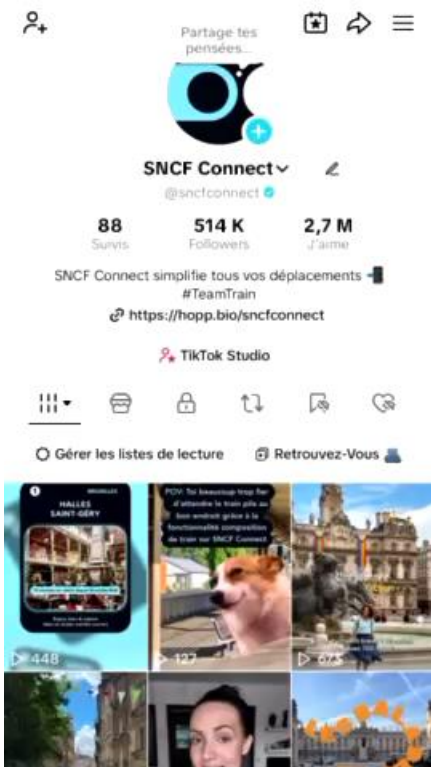 Partage tes
pensées...
SNCF Connect
@sncfconnect
88
514 K
2,7 M
Suivis
Followers
J'aime
SNCF Connect simplifie tous vos déplacements
#TeamTrain
https://hopp.bio/sncfconnect
TikTok Studio
Gérer les listes de lecture
Retrouvez-Vous
BRUXELLES
HALLES
SAINT-GÉRY
448
POV: Toi beaucoup trop fier
d'attendre le train pile au
bon endroit grâce à la
fonctionnalité composition
de train sur SNCF Connect
127
673